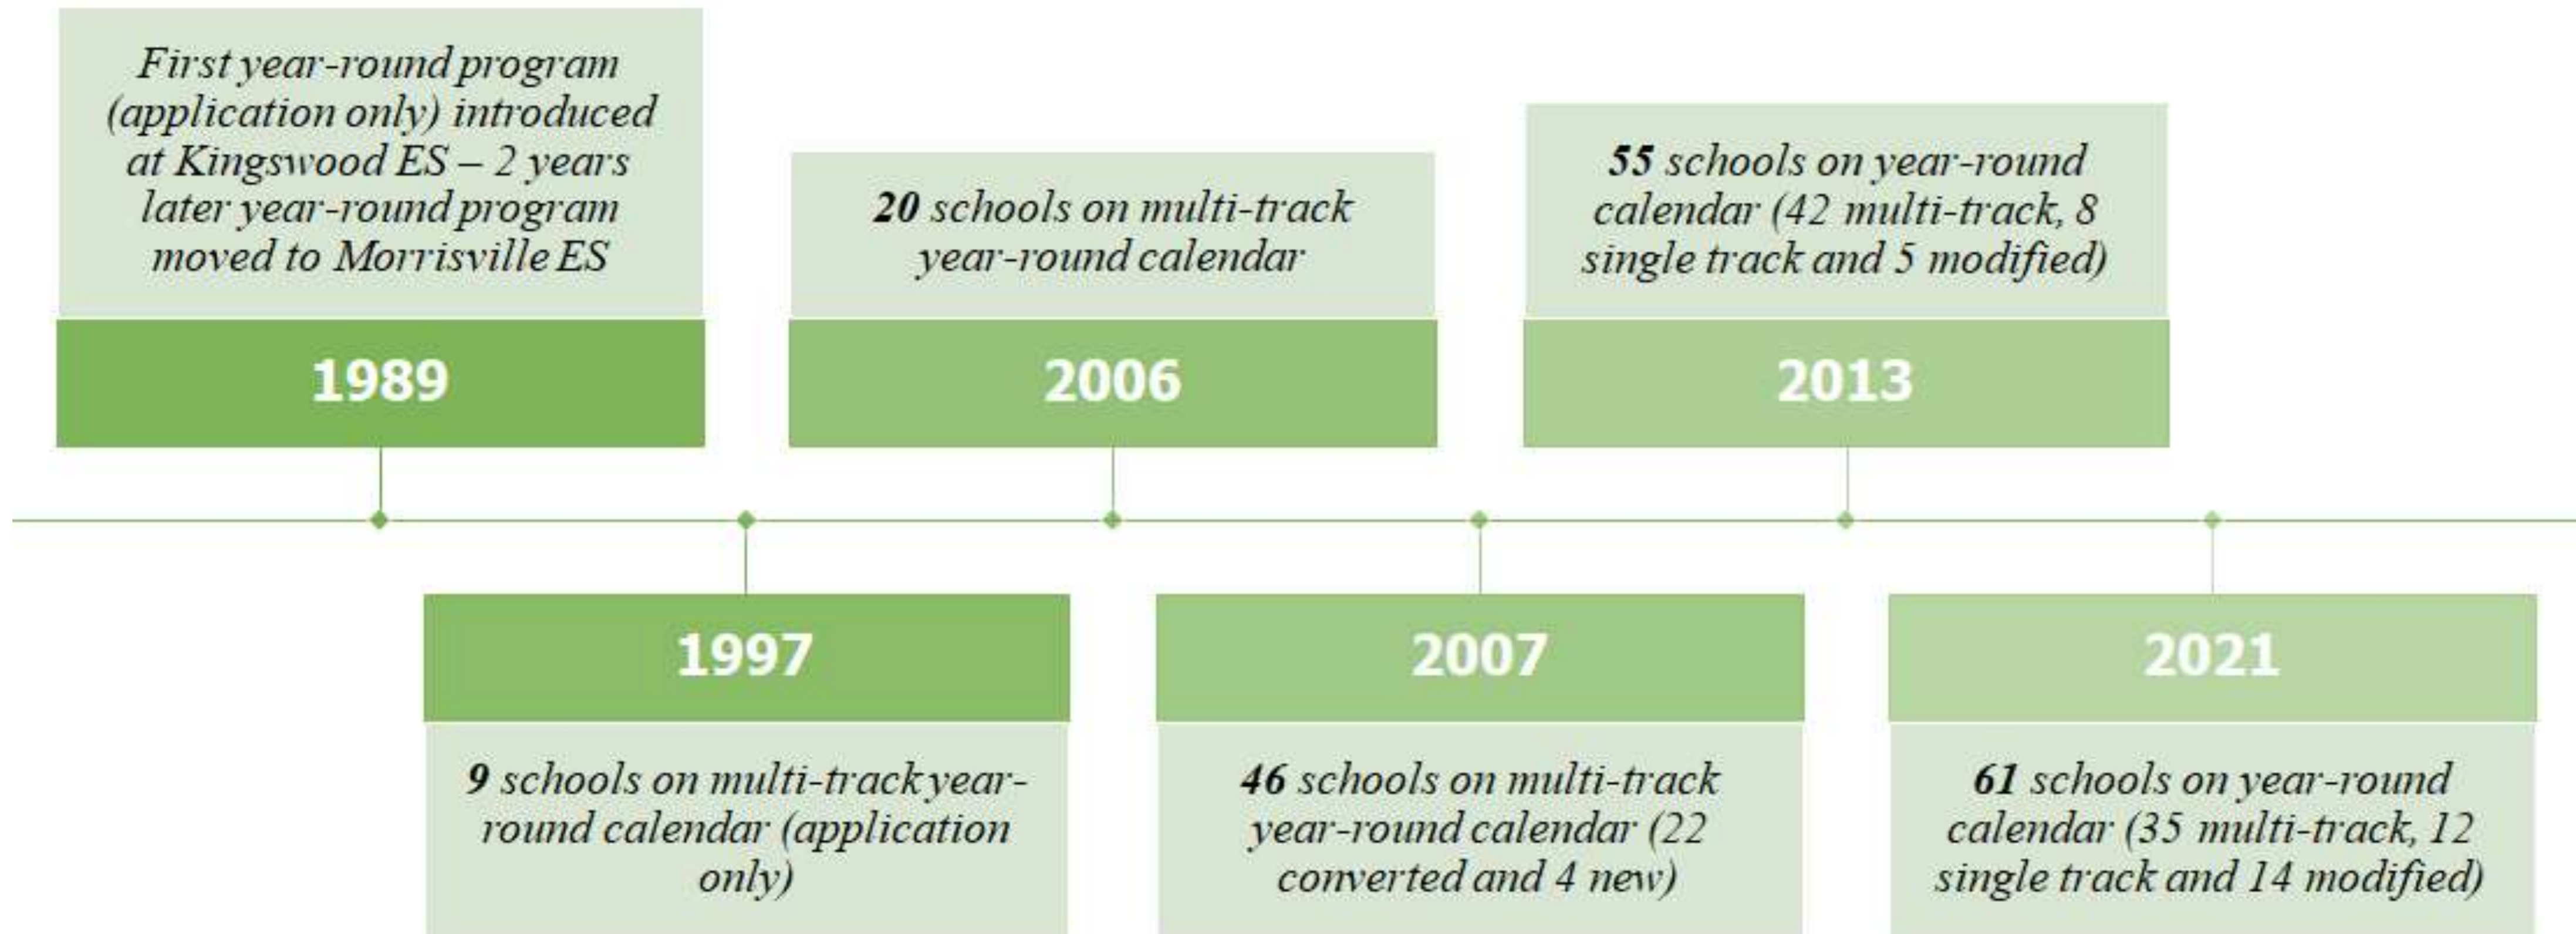 First year-round program
(application only) introduced
at Kingswood ES – 2 years
later year-round program
moved to Morrisville ES
1989
9 schools on multi-track year-
round calendar (application
only)
1997
20 schools on multi-track
year-round calendar
2006
46 schools on multi-track
year-round calendar (22
converted and 4 new)
2007
55 schools on year-round
calendar (42 multi-track, 8
single track and 5 modified)
2013
61 schools on year-round
calendar (35 multi-track, 12
single track and 14 modified)
2021